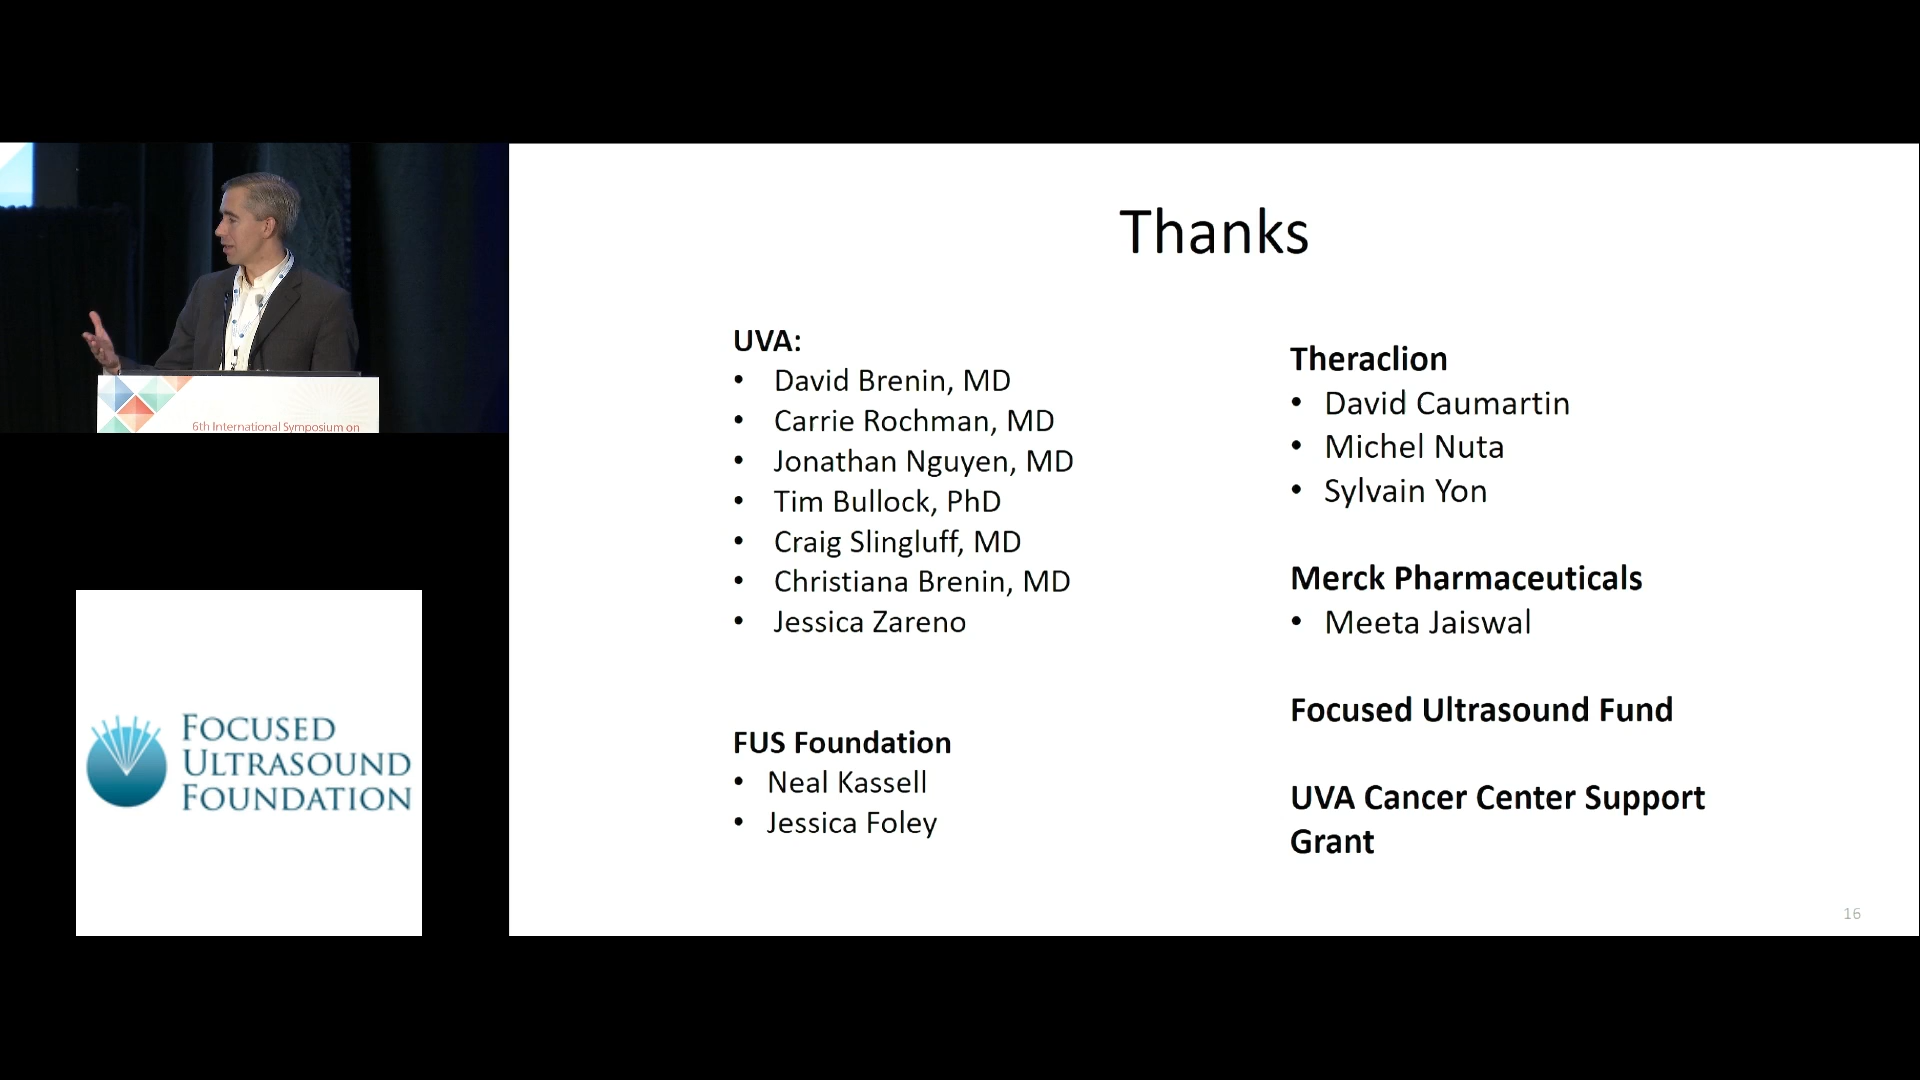 6th International Symposium on
FOCUSED
ULTRASOUND
FOUNDATION
Thanks
UVA:
• David Brenin, MD
• Carrie Rochman, MD
• Jonathan Nguyen, MD
• Tim Bullock, PhD
• Craig Slingluff, MD
• Christiana Brenin, MD
• Jessica Zareno
FUS Foundation
• Neal Kassell
• Jessica Foley
Theraclion
• David Caumartin
• Michel Nuta
• Sylvain Yon
Merck Pharmaceuticals
• Meeta Jaiswal
Focused Ultrasound Fund
UVA Cancer Center Support
Grant
16